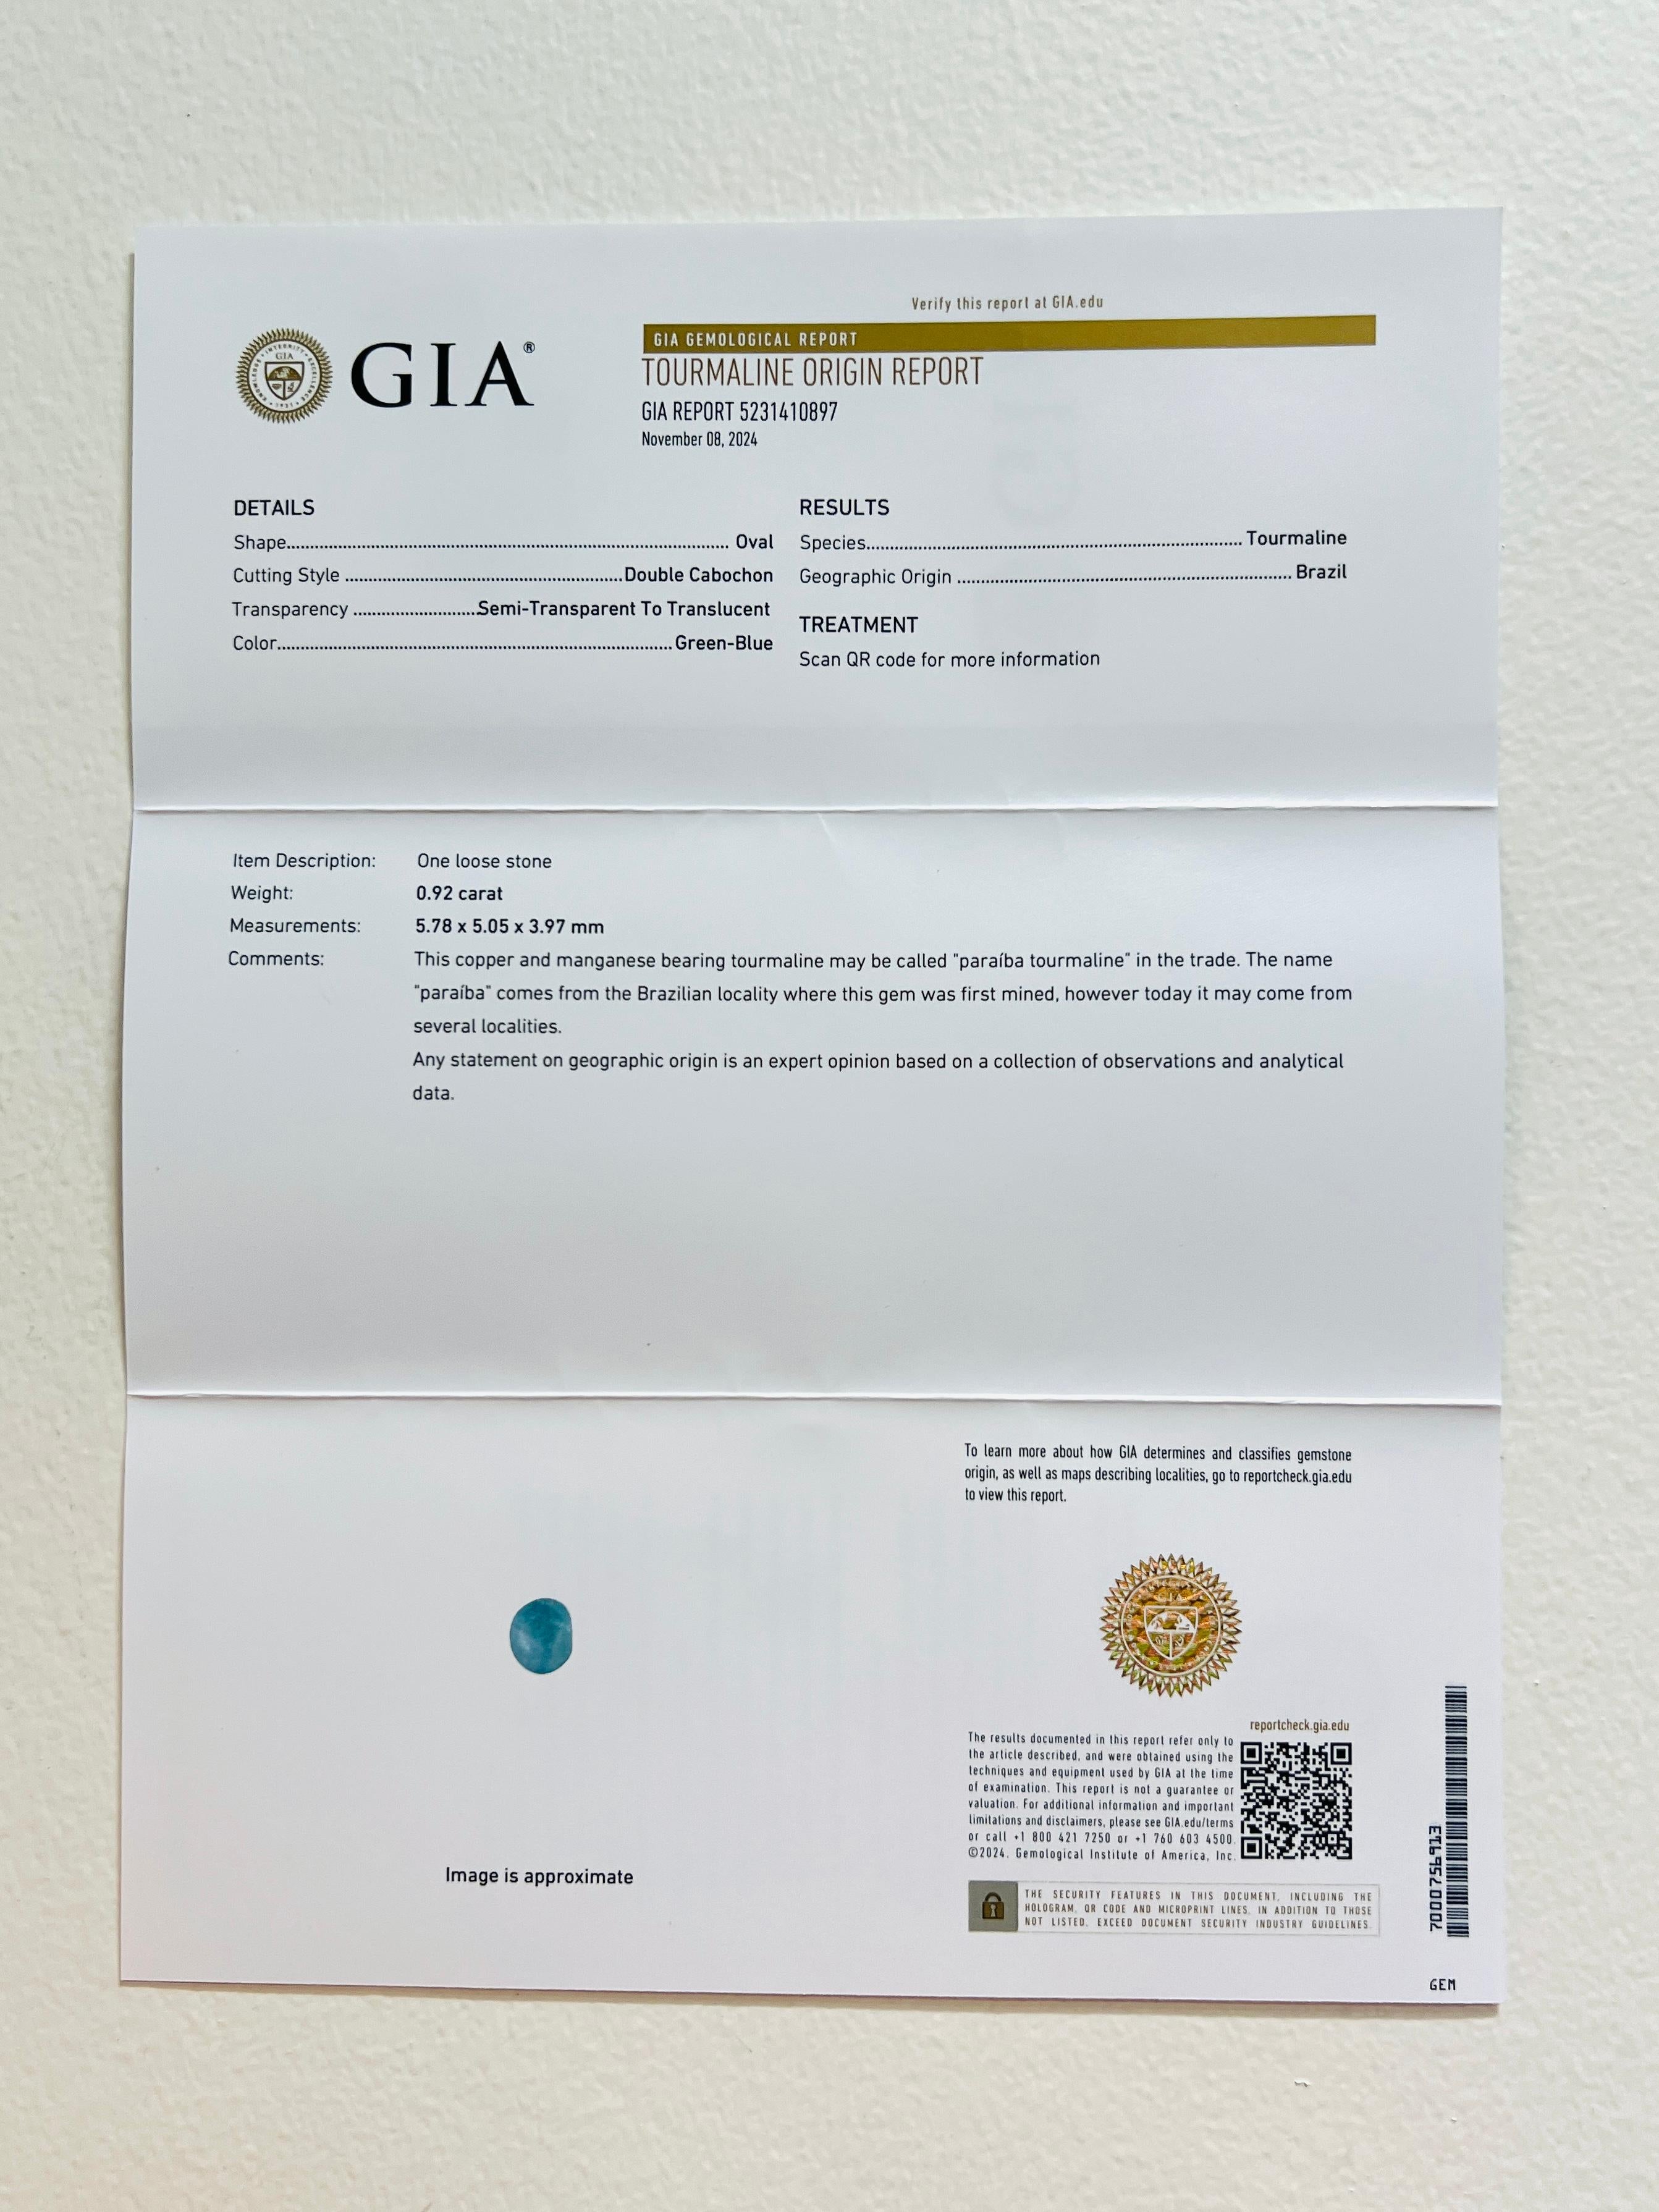 Verify this report at GIA.edu
GIA®
GIA GEMOLOGICAL REPORT
TOURMALINE ORIGIN REPORT
GIA REPORT 5231410897
November 08, 2024
DETAILS
Shape.......... Oval
Cutting Style ..........Double Cabochon
Transparency ..........Semi-Transparent To Translucent
Color..........Green-Blue
RESULTS
Species.......... Tourmaline
Geographic Origin .......... Brazil
TREATMENT
Scan QR code for more information
Item Description: One loose stone
Weight: 0.92 carat
Measurements: 5.78 x 5.05 x 3.97 mm
Comments: This copper and manganese bearing tourmaline may be called "paraíba tourmaline" in the trade. The name
"paraíba" comes from the Brazilian locality where this gem was first mined, however today it may come from
several localities.
Any statement on geographic origin is an expert opinion based on a collection of observations and analytical
data.
To learn more about how GIA determines and classifies gemstone
origin, as well as maps describing localities, go to reportcheck.gia.edu
to view this report.
GIA
reportcheck.gia.edu
The results documented in this report refer only to
the article described, and were obtained using the
techniques and equipment used by GIA at the time
of examination. This report is not a guarantee or
valuation. For additional information and important
limitations and disclaimers, please see GIA.edu/terms
or call +1 800 421 7250 or +1 760 603 4500.
©2024. Gemological Institute of America, Inc.
Image is approximate
THE SECURITY FEATURES IN THIS DOCUMENT, INCLUDING THE
HOLOGRAM, QR CODE AND MICROPRINT LINES, IN ADDITION TO THOSE
NOT LISTED, EXCEED DOCUMENT SECURITY INDUSTRY GUIDELINES.
7000756913
GEM